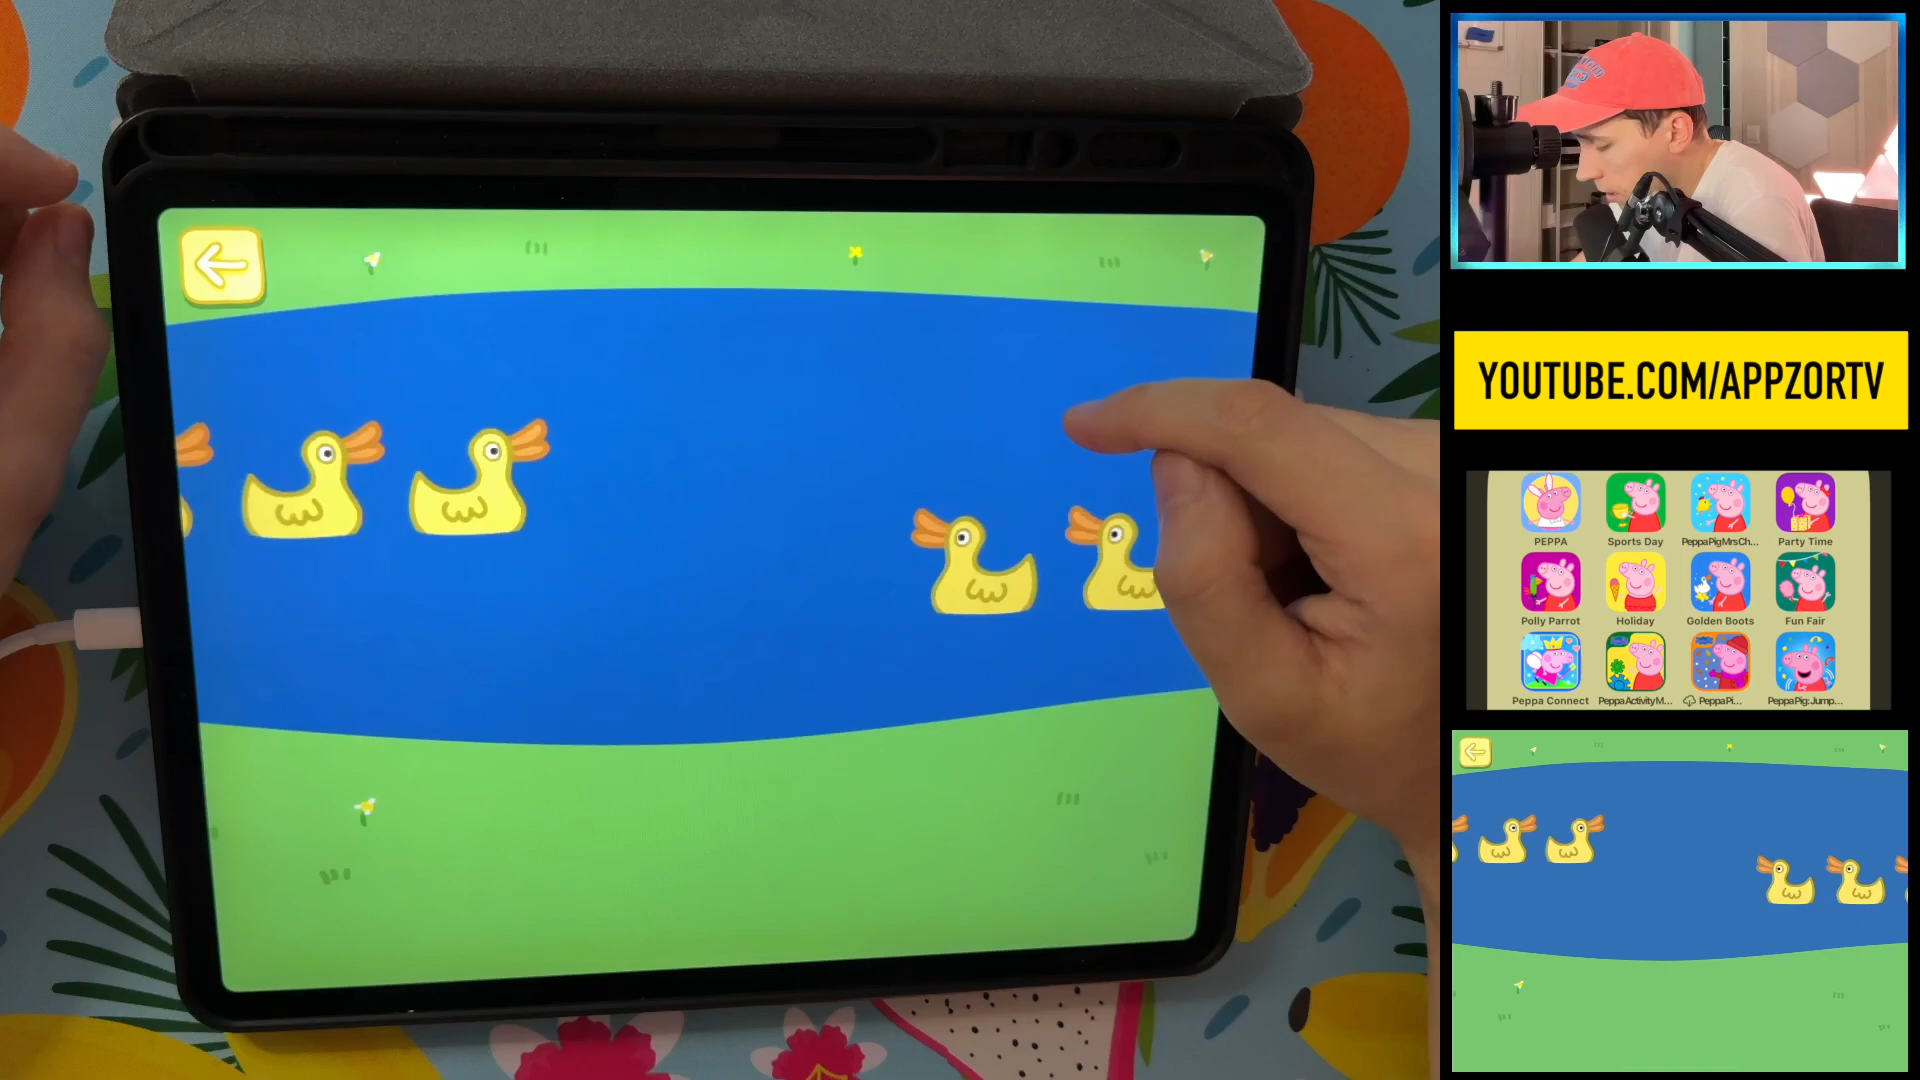 YOUTUBE.COM/APPZORTV
PEPPA
Sports Day
PeppaPigMrsCh...
Party Time
Polly Parrot
Holiday
Golden Boots
Fun Fair
Peppa Connect
PeppaActivityM...
PeppaPi...
PeppaPig: Jump...